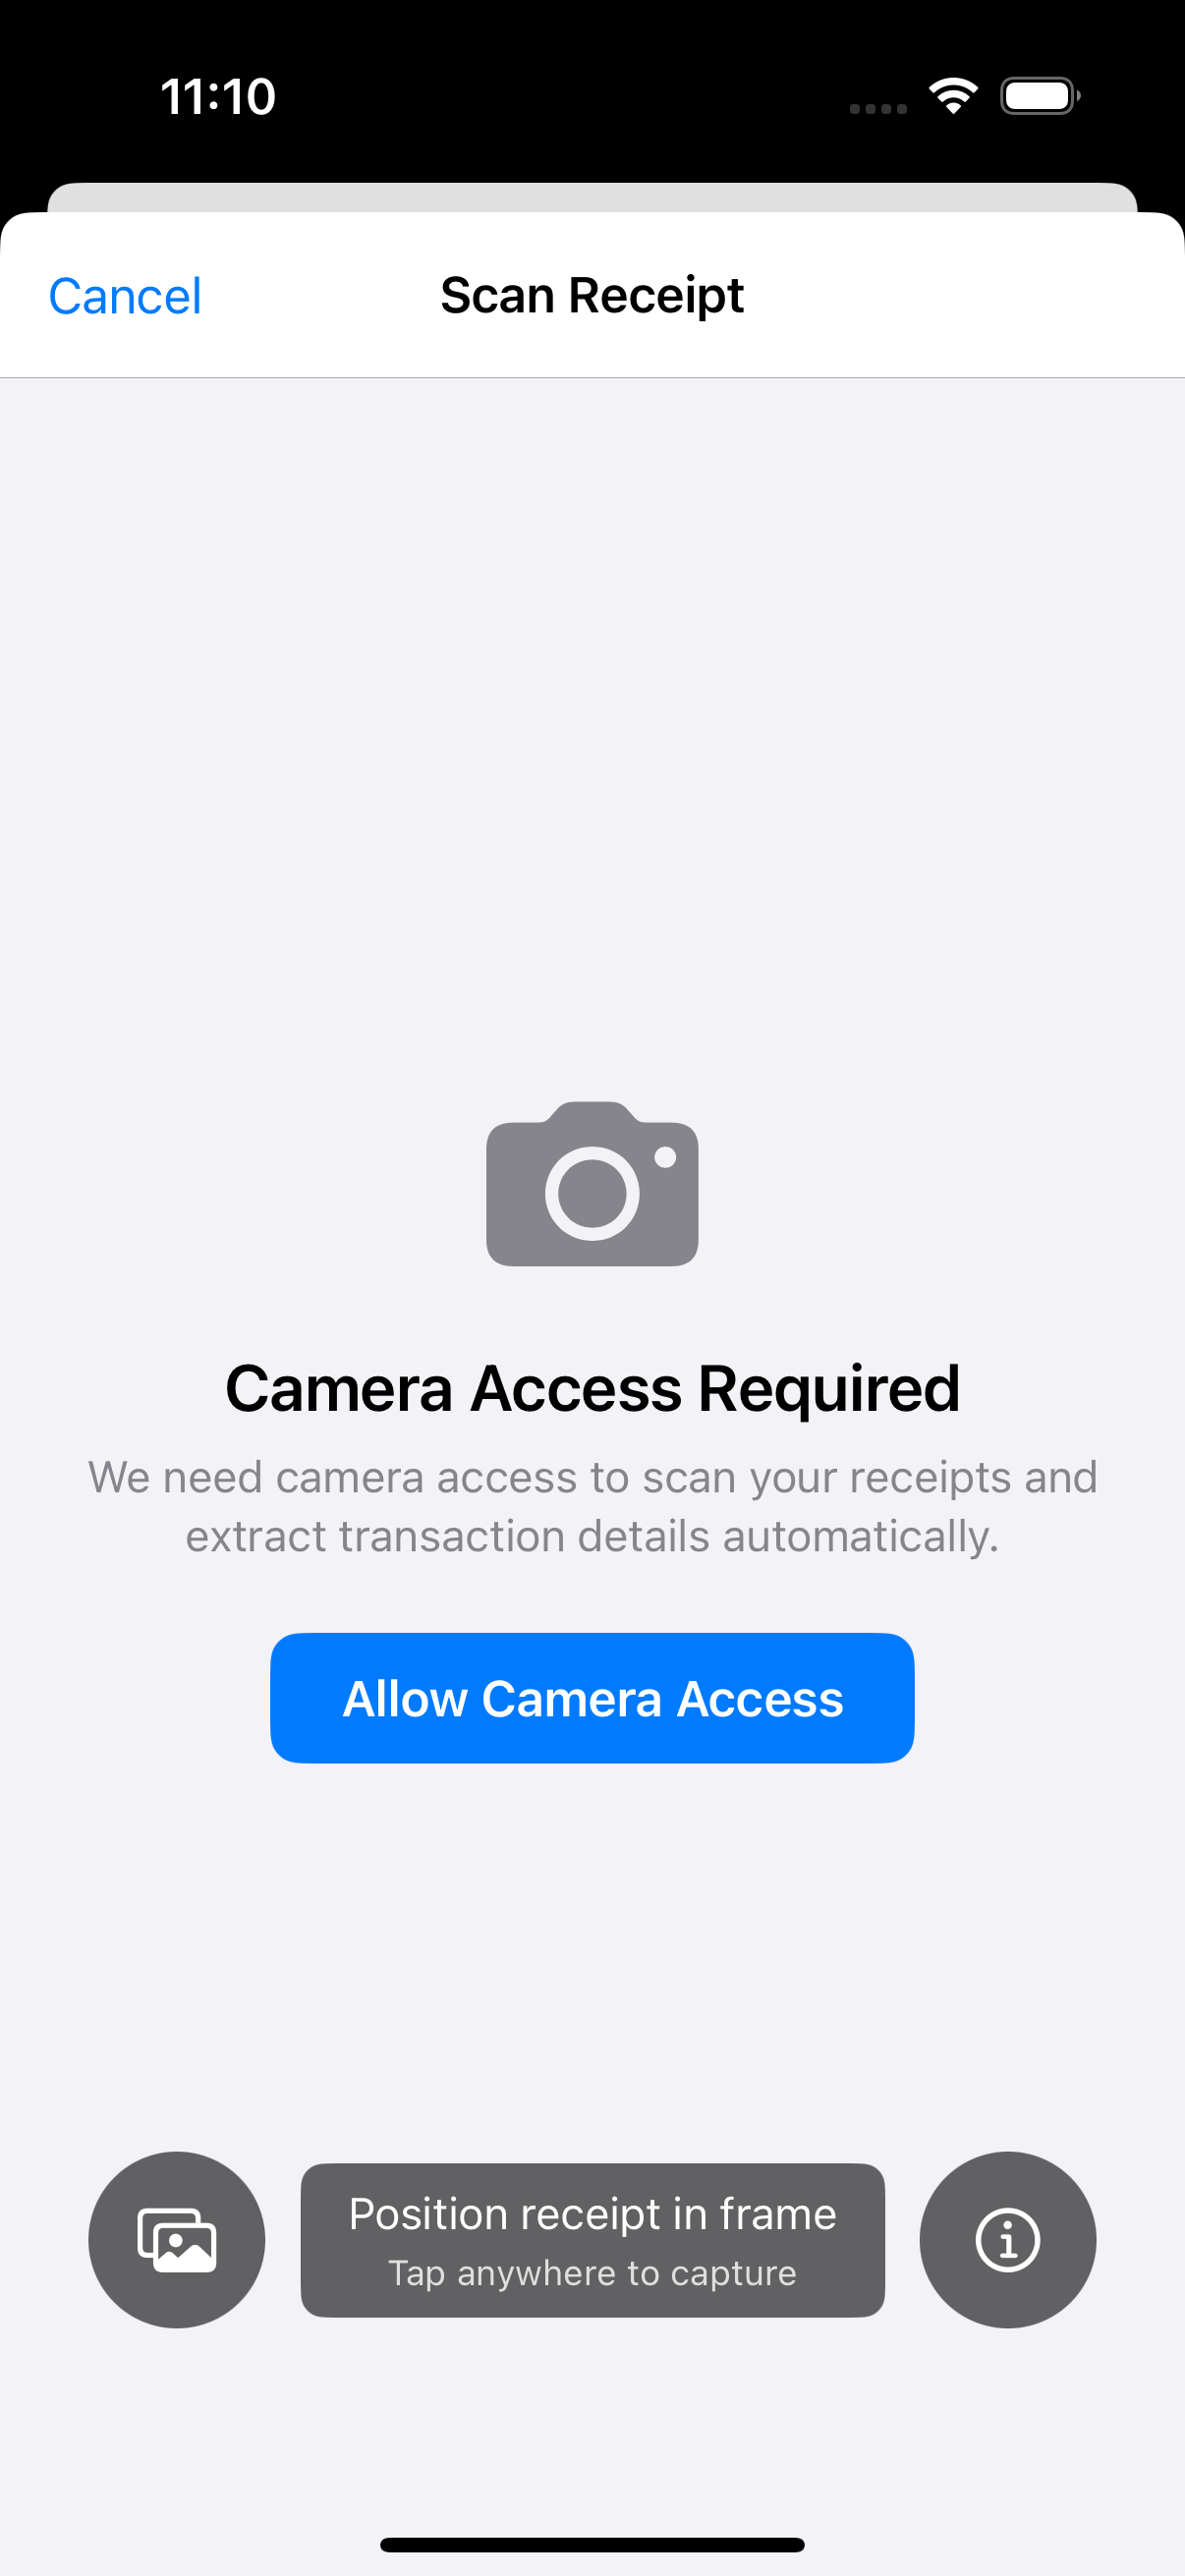 11:10
Cancel
Scan Receipt
Camera Access Required
We need camera access to scan your receipts and
extract transaction details automatically.
Allow Camera Access
Position receipt in frame
Tap anywhere to capture